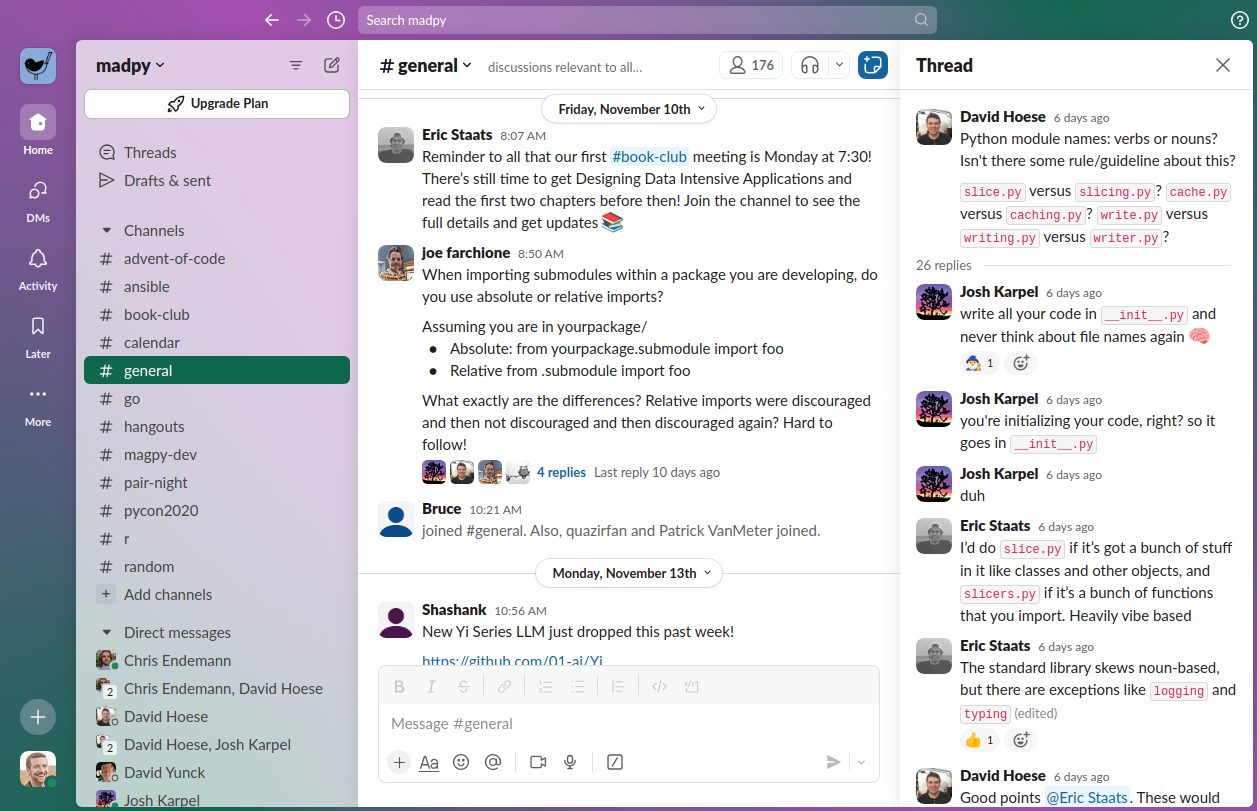 Search madpy
Home
DMs
Activity
Later
More
madpy
Upgrade Plan
Threads
Drafts & sent
Channels
# advent-of-code
# ansible
# book-club
# calendar
# general
# go
# hangouts
# magpy-dev
# pair-night
# pycon2020
# r
# random
+ Add channels
Direct messages
Chris Endemann
2 Chris Endemann, David Hoese
David Hoese
2 David Hoese, Josh Karpel
David Yunck
Josh Karpel
# general discussions relevant to all... 176
Friday, November 10th
Eric Staats 8:07 AM
Reminder to all that our first #book-club meeting is Monday at 7:30!
There's still time to get Designing Data Intensive Applications and
read the first two chapters before then! Join the channel to see the
full details and get updates
joe farchione 8:50 AM
When importing submodules within a package you are developing, do
you use absolute or relative imports?
Assuming you are in yourpackage/
• Absolute: from yourpackage.submodule import foo
• Relative from .submodule import foo
What exactly are the differences? Relative imports were discouraged
and then not discouraged and then discouraged again? Hard to
follow!
4 replies Last reply 10 days ago
Bruce 10:21 AM
joined #general. Also, quazirfan and Patrick VanMeter joined.
Monday, November 13th
Shashank 10:56 AM
New Yi Series LLM just dropped this past week!
https://github.com/01-ai/Yi
Message #general
Thread
David Hoese 6 days ago
Python module names: verbs or nouns?
Isn't there some rule/guideline about this?
slice.py versus slicing.py? cache.py
versus caching.py? write.py versus
writing.py versus writer.py?
26 replies
Josh Karpel 6 days ago
write all your code in __init__.py and
never think about file names again
1
Josh Karpel 6 days ago
you're initializing your code, right? so it
goes in __init__.py
Josh Karpel 6 days ago
duh
Eric Staats 6 days ago
I'd do slice.py if it's got a bunch of stuff
in it like classes and other objects, and
slicers.py if it's a bunch of functions
that you import. Heavily vibe based
Eric Staats 6 days ago
The standard library skews noun-based,
but there are exceptions like logging and
typing (edited)
1
David Hoese 6 days ago
Good points @Eric Staats. These would